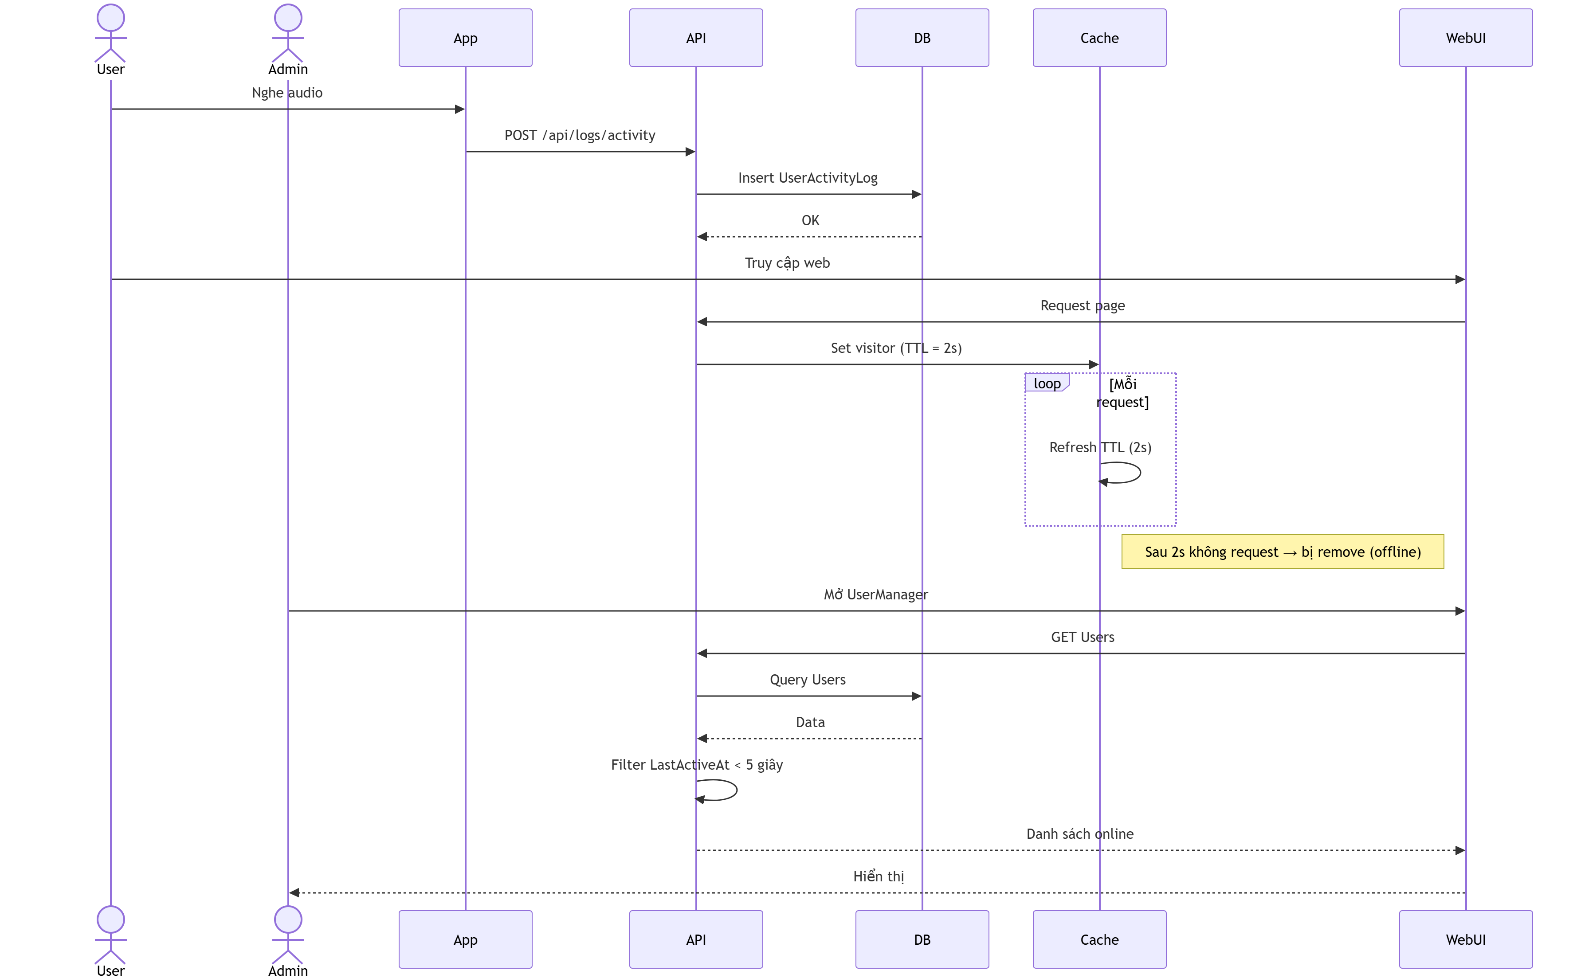 User
Admin
App
API
DB
Cache
WebUI
Nghe audio
POST /api/logs/activity
Insert UserActivityLog
OK
Truy cập web
Request page
Set visitor (TTL = 2s)
loop
[Mỗi
request]
Refresh TTL (2s)
Sau 2s không request → bị remove (offline)
Mở UserManager
GET Users
Query Users
Data
Filter LastActiveAt < 5 giây
Danh sách online
Hiển thị
User
Admin
App
API
DB
Cache
WebUI